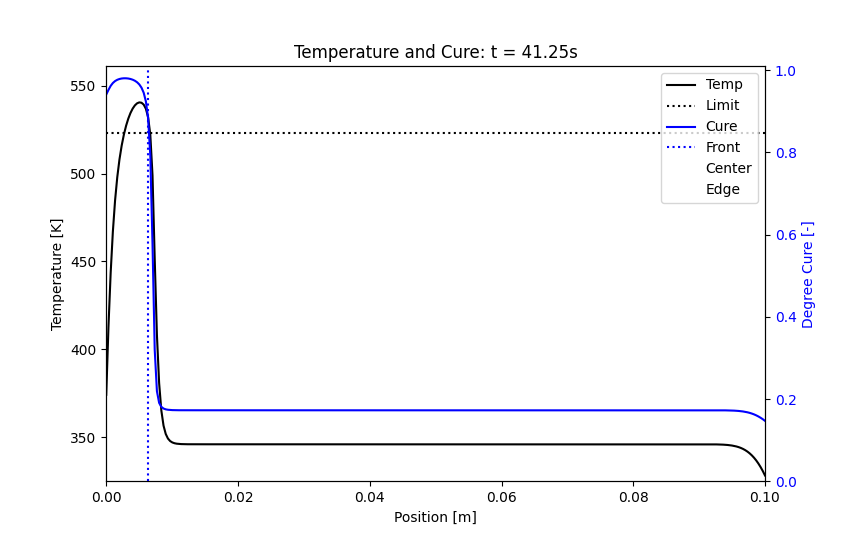 Temperature and Cure: t = 41.25s
Temp
Limit
Cure
Front
Center
Edge
550
500
450
400
350
Temperature [K]
1.0
0.8
0.6
0.4
0.2
0.0
Degree Cure [-]
0.00 0.02 0.04 0.06 0.08 0.10
Position [m]